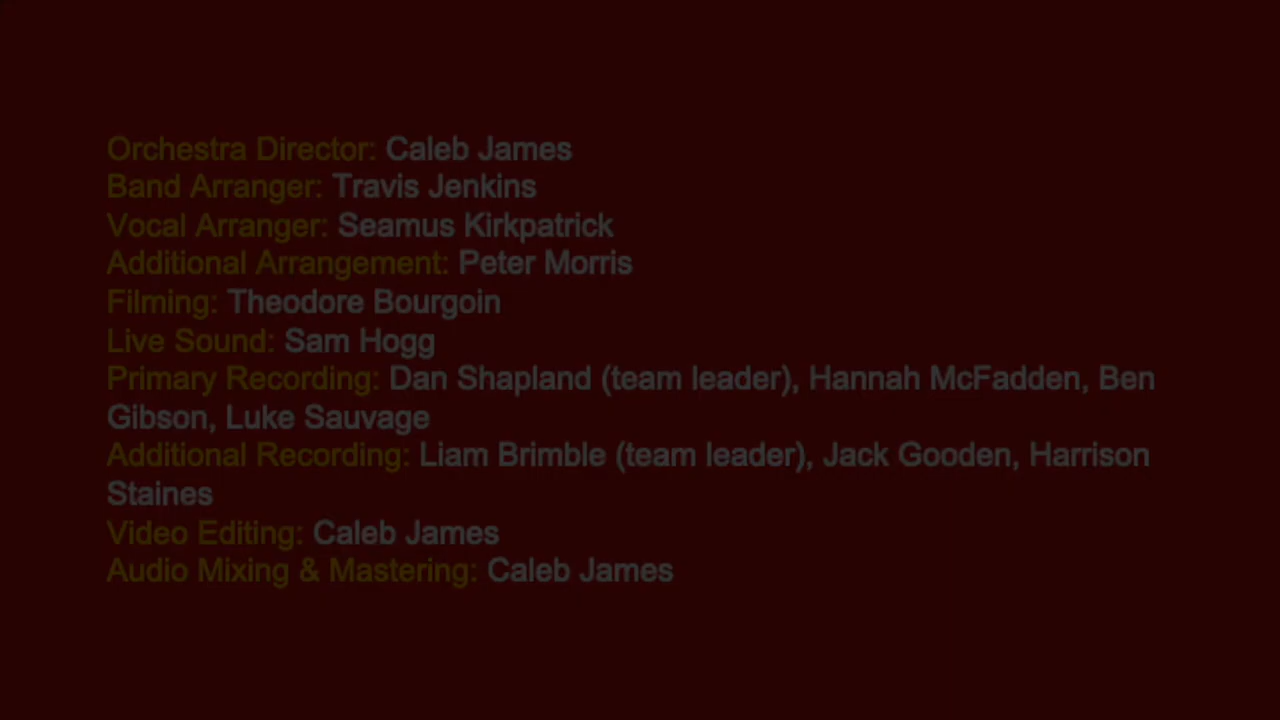 Orchestra Director: Caleb James
Band Arranger: Travis Jenkins
Vocal Arranger: Seamus Kirkpatrick
Additional Arrangement: Peter Morris
Filming: Theodore Bourgoin
Live Sound: Sam Hogg
Primary Recording: Dan Shapland (team leader), Hannah McFadden, Ben
Gibson, Luke Sauvage
Additional Recording: Liam Brimble (team leader), Jack Gooden, Harrison
Staines
Video Editing: Caleb James
Audio Mixing & Mastering: Caleb James